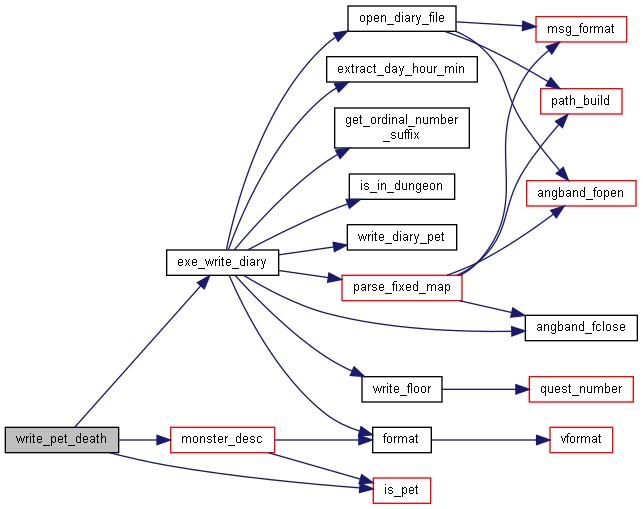 open_diary_file
msg_format
extract_day_hour_min
path_build
get_ordinal_number
_suffix
is_in_dungeon
angband_fopen
write_diary_pet
exe_write_diary
parse_fixed_map
angband_fclose
write_floor
quest_number
write_pet_death
monster_desc
format
vformat
is_pet